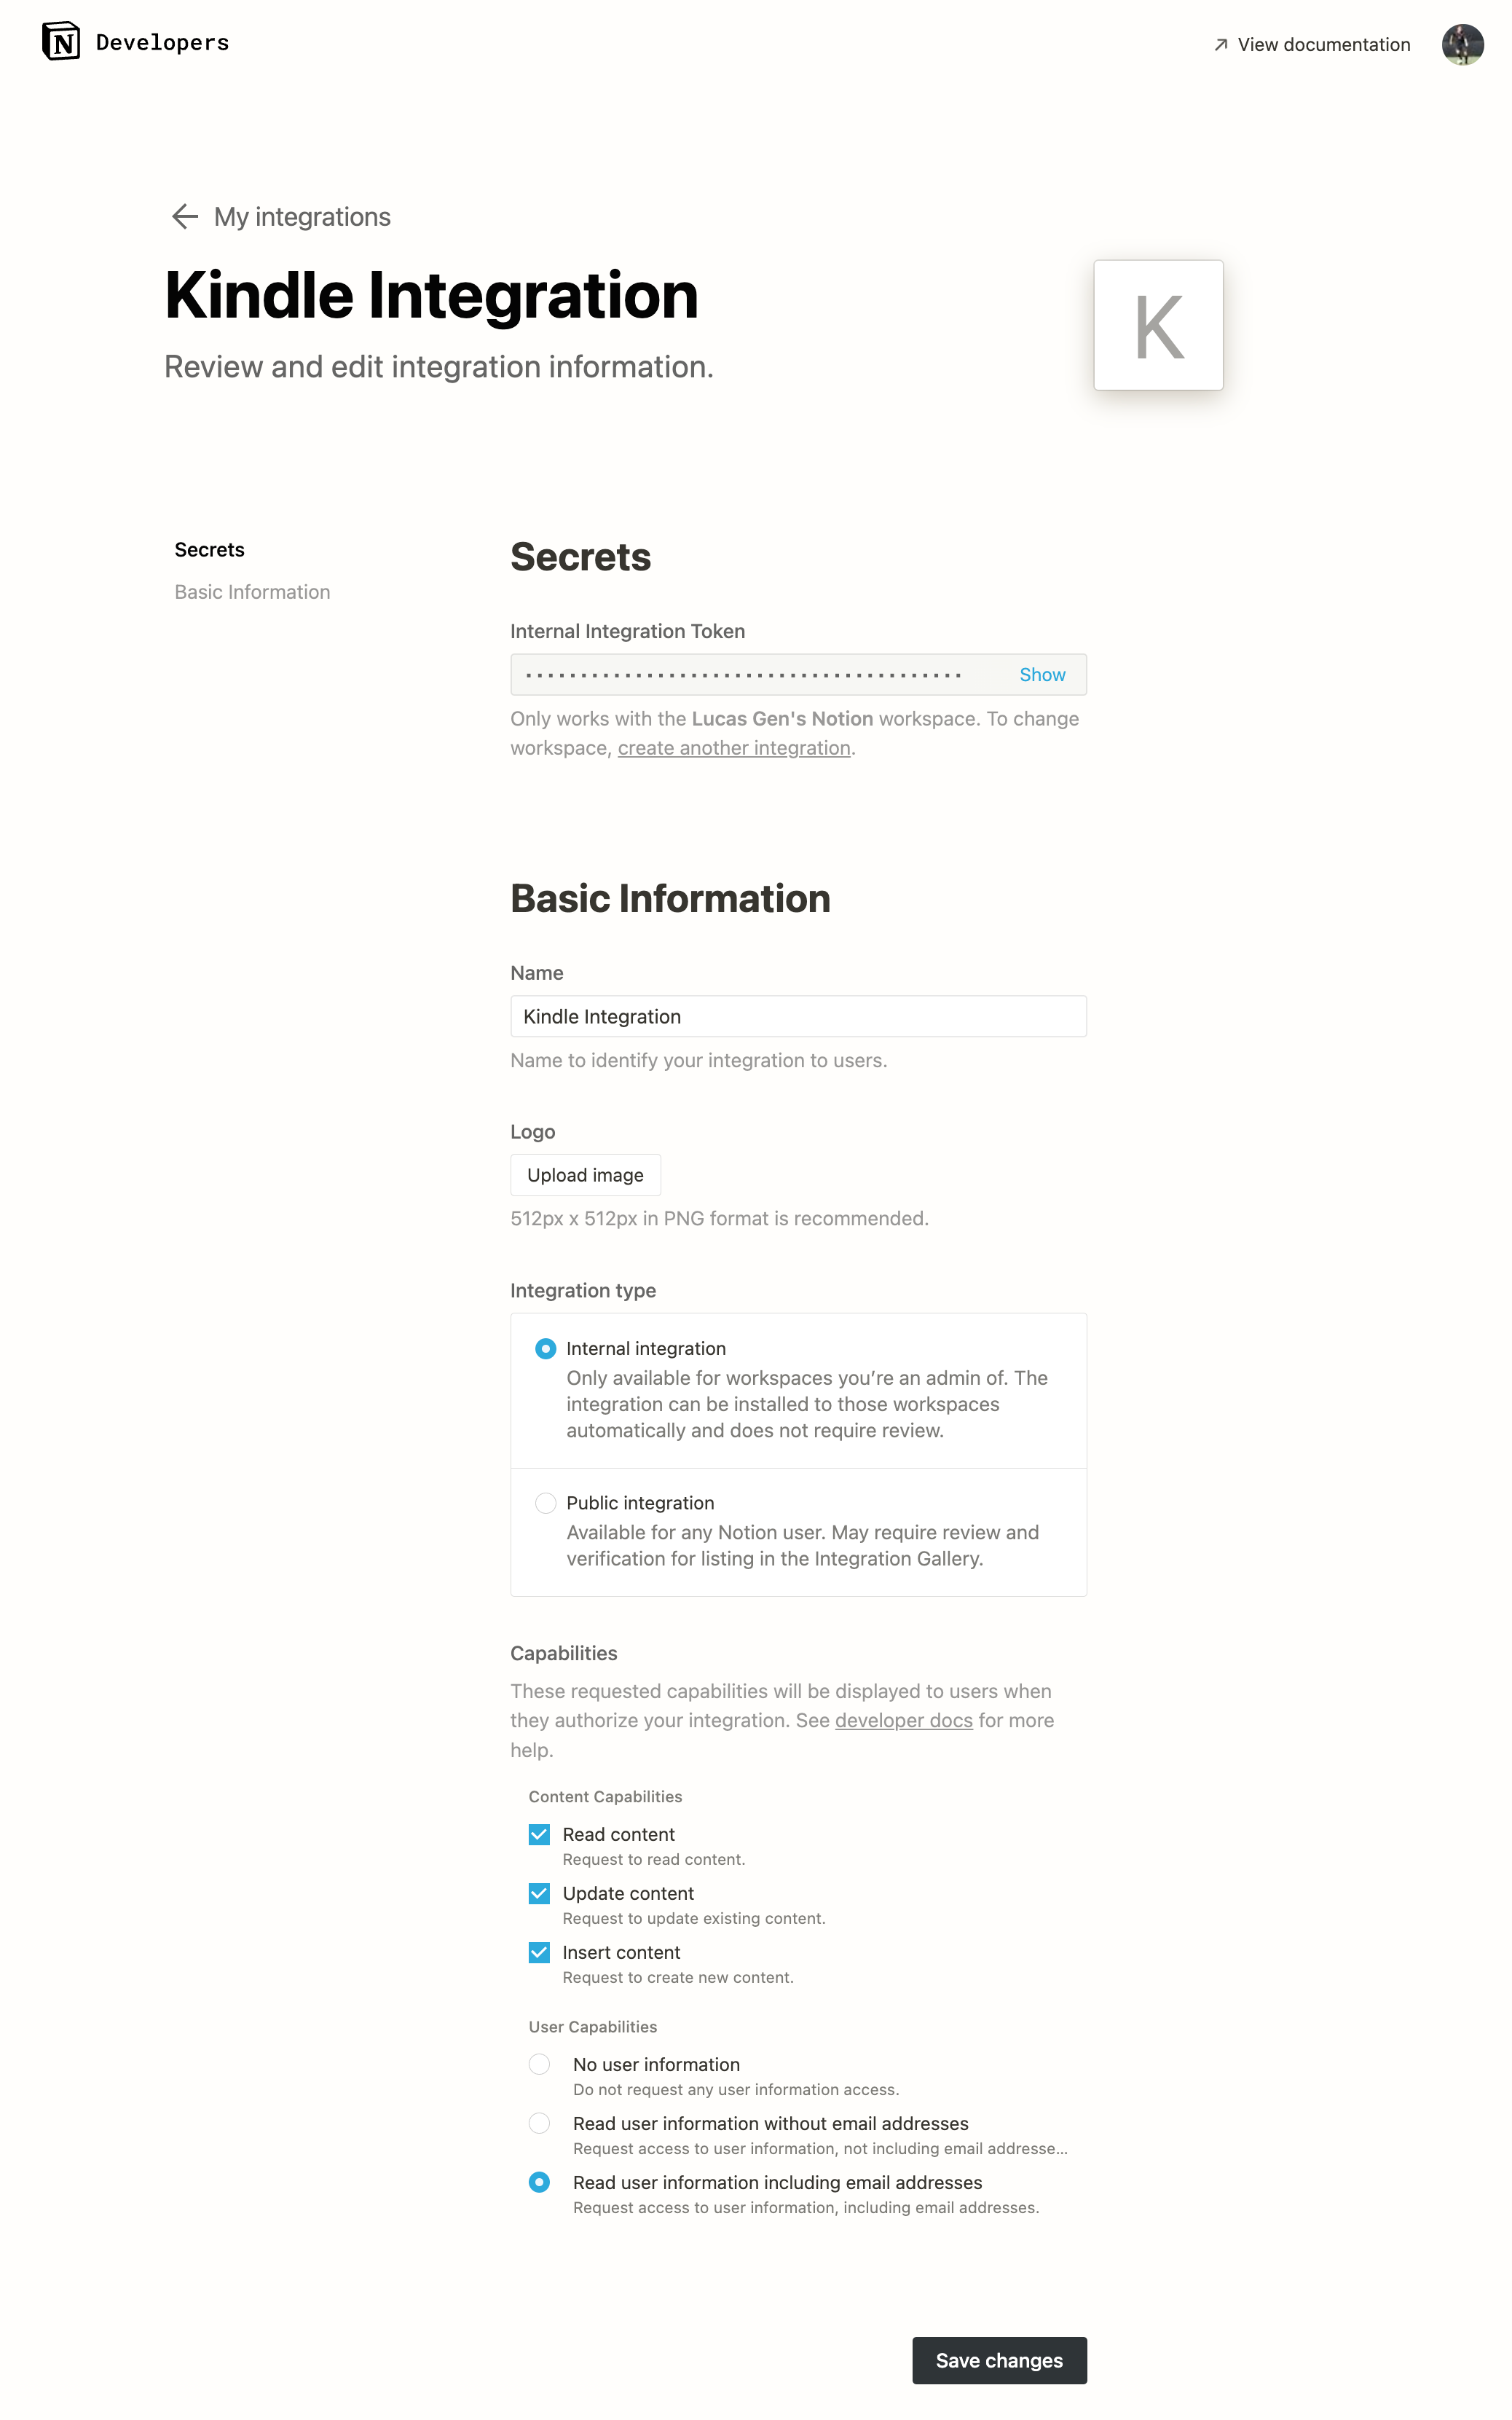 N Developers
View documentation
My integrations
Kindle Integration
K
Review and edit integration information.
Secrets
Basic Information
Secrets
Internal Integration Token
Show
Only works with the Lucas Gen's Notion workspace. To change
workspace, create another integration.
Basic Information
Name
Kindle Integration
Name to identify your integration to users.
Logo
Upload image
512px x 512px in PNG format is recommended.
Integration type
Internal integration
Only available for workspaces you’re an admin of. The
integration can be installed to those workspaces
automatically and does not require review.
Public integration
Available for any Notion user. May require review and
verification for listing in the Integration Gallery.
Capabilities
These requested capabilities will be displayed to users when
they authorize your integration. See developer docs for more
help.
Content Capabilities
Read content
Request to read content.
Update content
Request to update existing content.
Insert content
Request to create new content.
User Capabilities
No user information
Do not request any user information access.
Read user information without email addresses
Request access to user information, not including email addresse...
Read user information including email addresses
Request access to user information, including email addresses.
Save changes